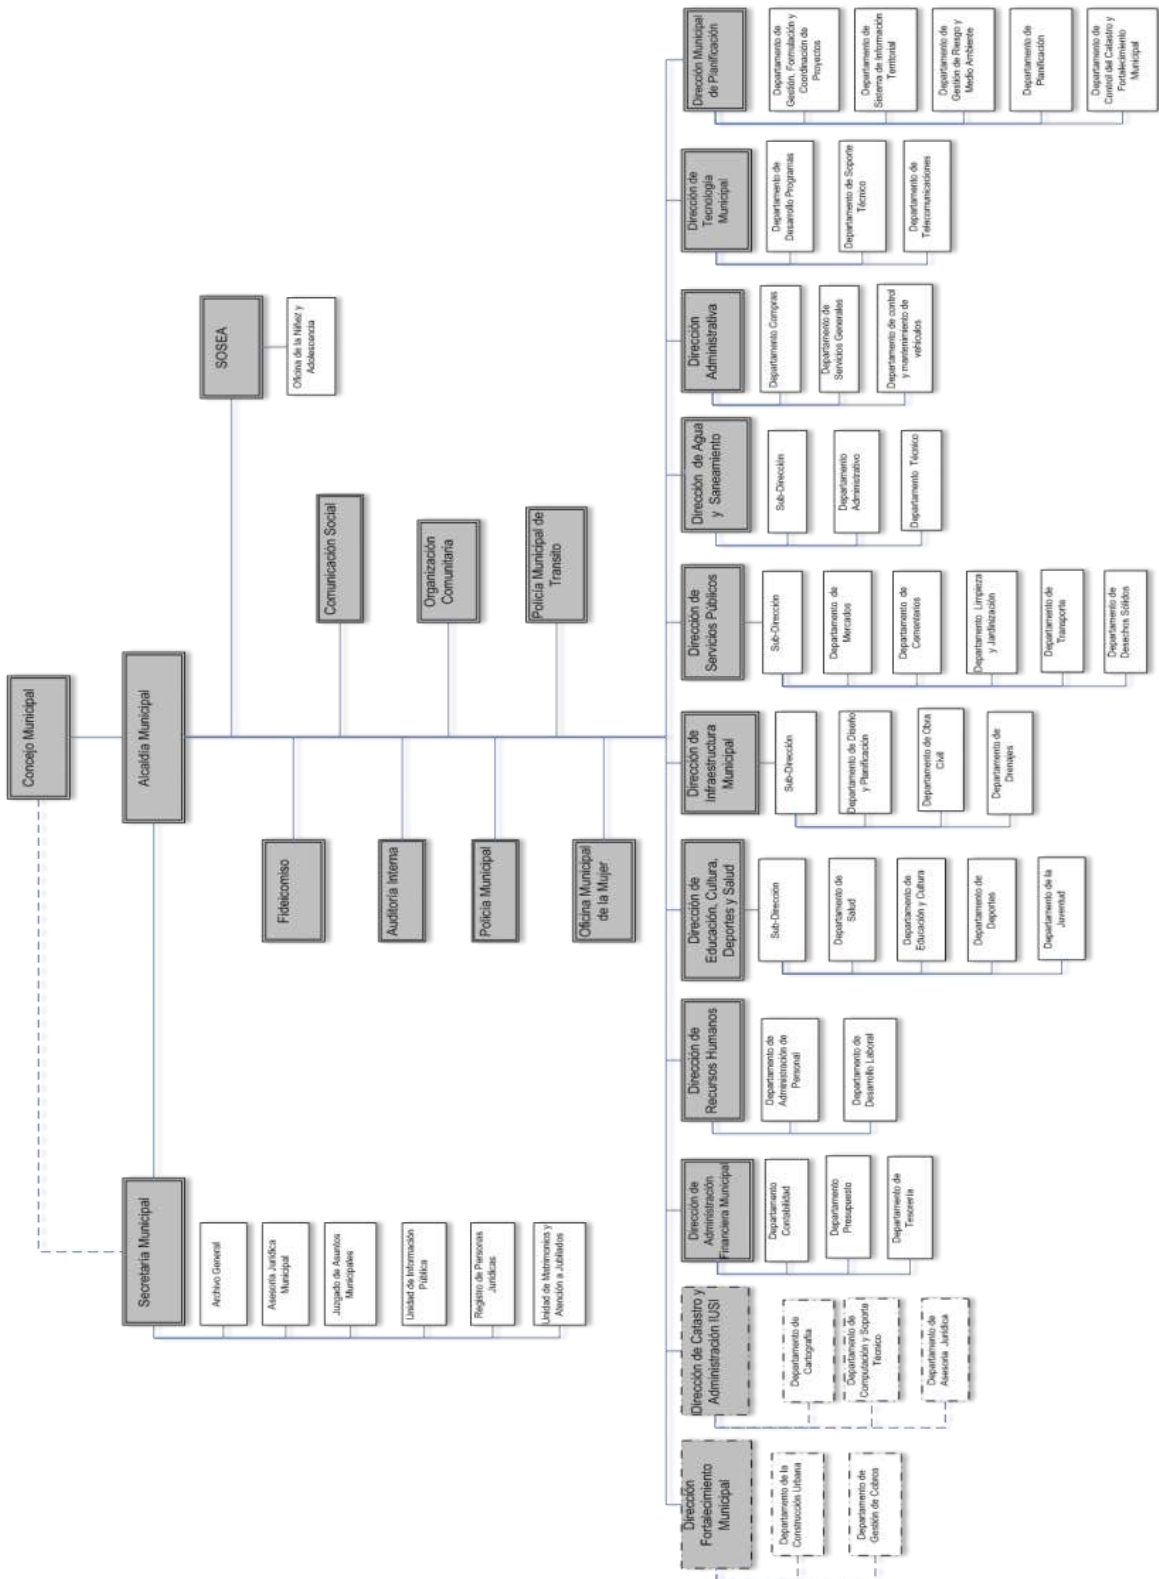 Concejo Municipal
Alcaldía Municipal
Secretaria Municipal
Archivo General
Asesoría Jurídica
Municipal
Juzgado de Asuntos
Municipales
Unidad de Información
Pública
Registro de Personas
Jurídicas
Unidad de Matrimonios y
Atención a Jubilados
SOSEA
Oficina de la Niñez y
Adolescencia
Fideicomiso
Comunicación Social
Auditoría Interna
Organización
Comunitaria
Policía Municipal
Policía Municipal de
Transito
Oficina Municipal
de la Mujer
Dirección
Fortalecimiento
Municipal
Departamento de la
Construcción Urbana
Departamento de
Gestión de Cobros
Dirección de Catastro y
Administración IUSI
Departamento de
Cartografía
Departamento de
Computación y Soporte
Técnico
Departamento de
Asesoría Jurídica
Dirección de
Administración
Financiera Municipal
Departamento
Contabilidad
Departamento
Presupuesto
Departamento de
Tesorería
Dirección de
Recursos Humanos
Departamento de
Administración de
Personal
Departamento de
Desarrollo Laboral
Dirección de
Educación, Cultura,
Deportes y Salud
Sub-Dirección
Departamento de
Salud
Departamento de
Educación y Cultura
Departamento de
Deportes
Departamento de la
Juventud
Dirección de
Infraestructura
Municipal
Sub-Dirección
Departamento de Diseño
y Planificación
Departamento de Obra
Civil
Departamento de
Drenajes
Dirección de
Servicios Públicos
Sub-Dirección
Departamento de
Mercados
Departamento de
Cementerios
Departamento Limpieza
y Jardinización
Departamento de
Transporte
Departamento de
Desechos Sólidos
Dirección de Agua
y Saneamiento
Sub-Dirección
Departamento
Administrativo
Departamento Técnico
Dirección
Administrativa
Departamento Compras
Departamento de
Servicios Generales
Departamento de control
y mantenimiento de
vehículos
Dirección de
Tecnología
Municipal
Departamento de
Desarrollo Programas
Departamento de Soporte
Técnico
Departamento de
Telecomunicaciones
Dirección Municipal
de Planificación
Departamento de
Gestión, Formulación y
Coordinación de
Proyectos
Departamento de
Sistema de Información
Territorial
Departamento de
Gestión de Riesgo y
Medio Ambiente
Departamento de
Planificación
Departamento de
Control del Catastro y
Fortalecimiento
Municipal